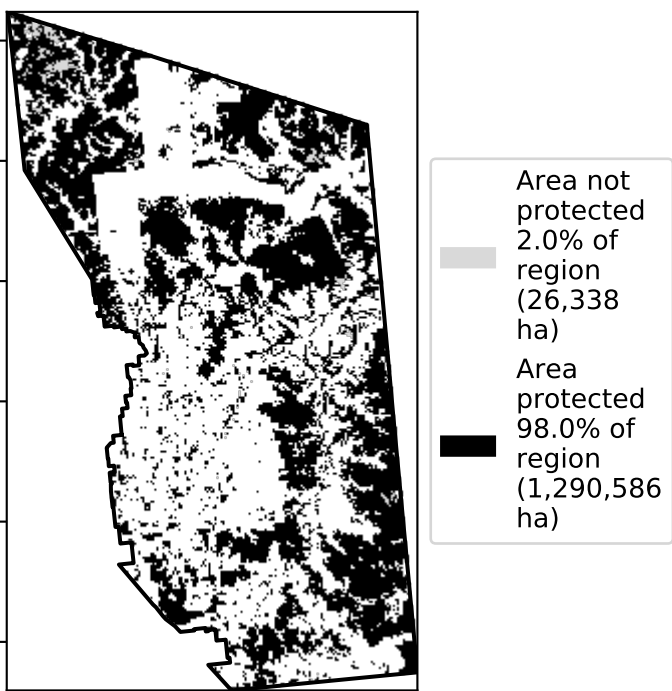 Area not
protected
2.0% of
region
(26,338
ha)
Area
protected
98.0% of
region
(1,290,586
ha)